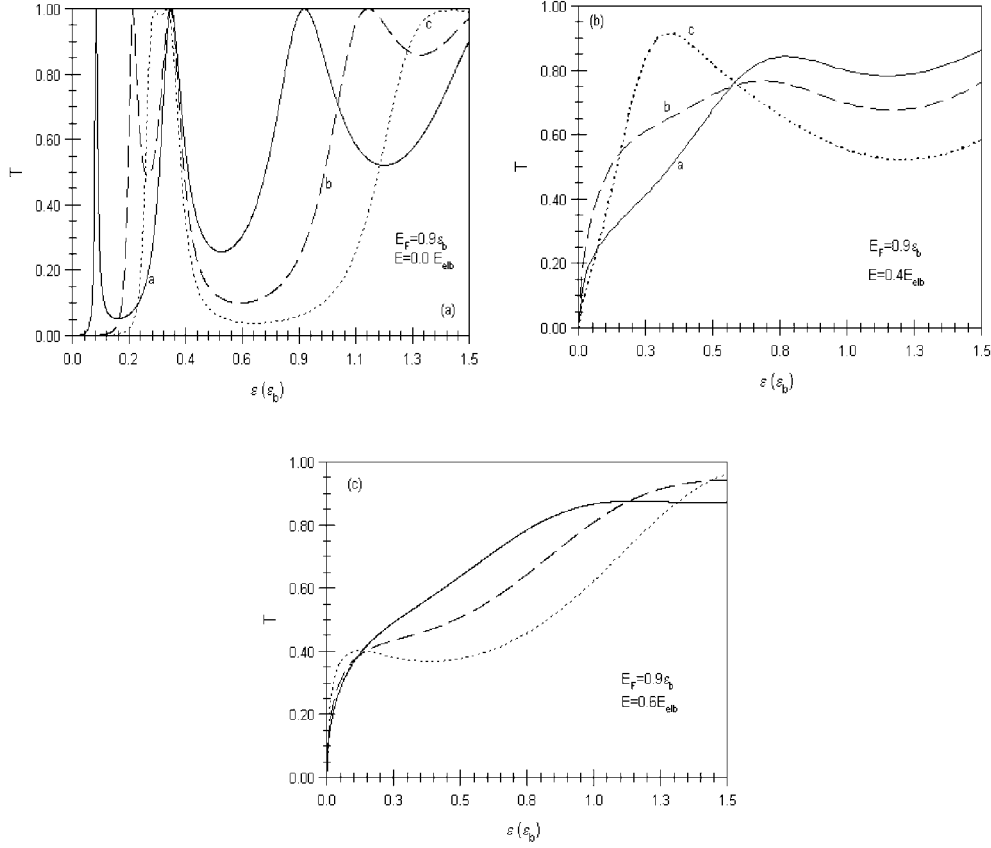 1.00
0.80
0.60
0.40
0.20
0.00
T
a
b
c
E_F=0.9ε_b
E=0.0 E_elb
(a)
0.0 0.2 0.4 0.6 0.9 1.1 1.3 1.5
ε (ε_b)
(b)
1.00
0.80
0.60
0.40
0.20
0.00
T
c
b
a
E_F=0.9ε_b
E=0.4E_elb
0.0 0.3 0.5 0.8 1.0 1.3 1.5
ε (ε_b)
(c)
1.00
0.80
0.60
0.40
0.20
0.00
T
E_F=0.9ε_b
E=0.6E_elb
0.0 0.3 0.5 0.8 1.0 1.3 1.5
ε (ε_b)